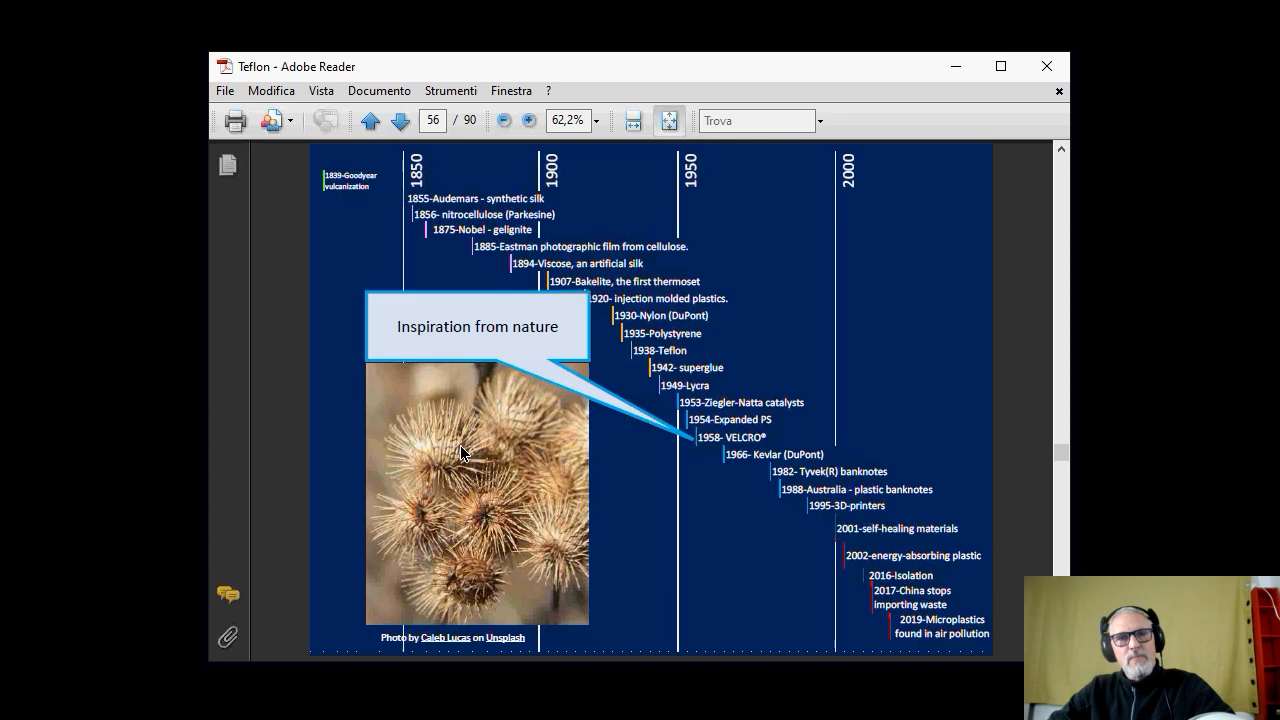 Teflon - Adobe Reader
File Modifica Vista Documento Strumenti Finestra ?
56 / 90 62,2% Trova
1850 1900 1950 2000
1839-Goodyear
vulcanization
1855-Audemars - synthetic silk
1856- nitrocellulose (Parkesine)
1875-Nobel - gelignite
1885-Eastman photographic film from cellulose.
1894-Viscose, an artificial silk
1907-Bakelite, the first thermoset
1920- injection molded plastics.
Inspiration from nature
1930-Nylon (DuPont)
1935-Polystyrene
1938-Teflon
1942- superglue
1949-Lycra
1953-Ziegler-Natta catalysts
1954-Expanded PS
1958- VELCRO®
1966- Kevlar (DuPont)
1982- Tyvek(R) banknotes
1988-Australia - plastic banknotes
1995-3D-printers
2001-self-healing materials
2002-energy-absorbing plastic
2016-Isolation
2017-China stops
importing waste
2019-Microplastics
found in air pollution
Photo by Caleb Lucas on Unsplash